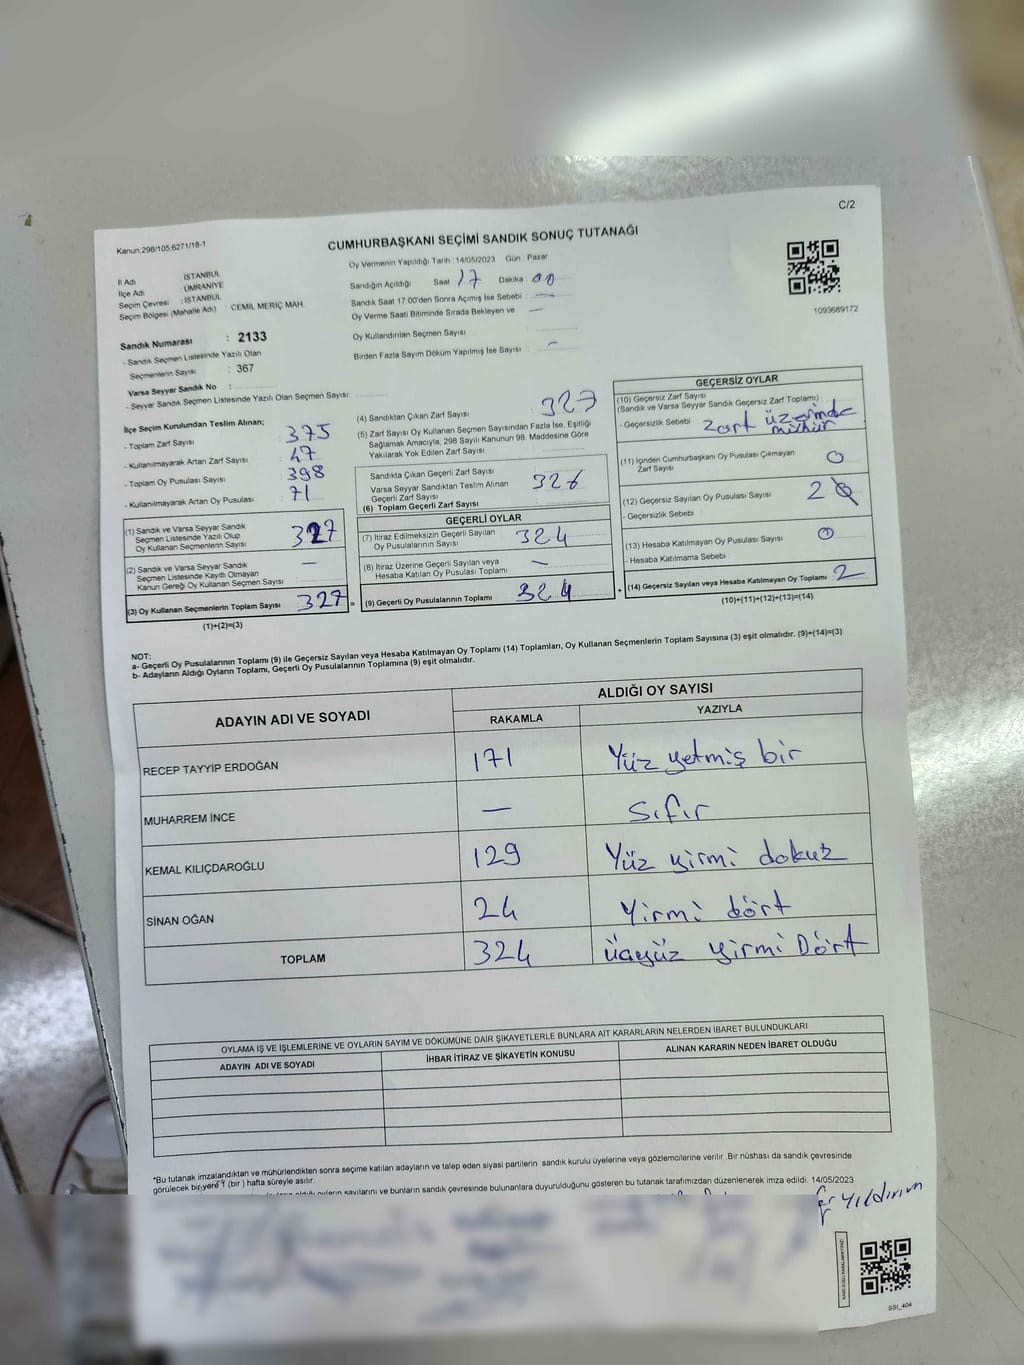 C/2
Kanun;298/105,6271/18-1
CUMHURBAŞKANI SEÇİMİ SANDIK SONUÇ TUTANAĞI
İl Adı : İSTANBUL
İlçe Adı : ÜMRANİYE
Seçim Çevresi : İSTANBUL
Seçim Bölgesi (Mahalle Adı) : CEMİL MERİÇ MAH.
Oy Vermenin Yapıldığı Tarih : 14/05/2023 Gün : Pazar
Sandığın Açıldığı Saat 17 Dakika 00
Sandık Saat 17:00'den Sonra Açımış İse Sebebi : —
Oy Verme Saati Bitiminde Sırada Bekleyen ve —
Oy Kullandırılan Seçmen Sayısı
Birden Fazla Sayım Döküm Yapılmış İse Sayısı : —
1093689172
Sandık Numarası : 2133
- Sandık Seçmen Listesinde Yazılı Olan
Seçmenlerin Sayısı : 367
Varsa Seyyar Sandık No :
- Seyyar Sandık Seçmen Listesinde Yazılı Olan Seçmen Sayısı:
İlçe Seçim Kurulundan Teslim Alınan;
- Toplam Zarf Sayısı : 375
- Kullanılmayarak Artan Zarf Sayısı : 47
- Toplam Oy Pusulası Sayısı : 398
- Kullanılmayarak Artan Oy Pusulası : 71
(1) Sandık ve Varsa Seyyar Sandık
Seçmen Listesinde Yazılı Olup
Oy Kullanan Seçmenlerin Sayısı : 327
(2) Sandık ve Varsa Seyyar Sandık
Seçmen Listesinde Kayıtlı Olmayan
Kanun Gereği Oy Kullanan Seçmen Sayısı : —
(3) Oy Kullanan Seçmenlerin Toplam Sayısı : 327 =
(1)+(2)=(3)
(4) Sandıktan Çıkan Zarf Sayısı : 327
(5) Zarf Sayısı Oy Kullanan Seçmen Sayısından Fazla İse, Eşitliği
Sağlamak Amacıyla, 298 Sayılı Kanunun 98. Maddesine Göre
Yakılarak Yok Edilen Zarf Sayısı
Sandıkta Çıkan Geçerli Zarf Sayısı : 326
Varsa Seyyar Sandıktan Teslim Alınan
Geçerli Zarf Sayısı
(6) Toplam Geçerli Zarf Sayısı
GEÇERLİ OYLAR
(7) İtiraz Edilmeksizin Geçerli Sayılan
Oy Pusulalarının Sayısı : 324
(8) İtiraz Üzerine Geçerli Sayılan veya
Hesaba Katılan Oy Pusulası Toplamı : —
(9) Geçerli Oy Pusulalarının Toplamı : 324 +
GEÇERSİZ OYLAR
(10) Geçersiz Zarf Sayısı
(Sandık ve Varsa Seyyar Sandık Geçersiz Zarf Toplamı)
- Geçersizlik Sebebi : zarf üzerinde
mühür
(11) İçinden Cumhurbaşkanı Oy Pusulası Çıkmayan
Zarf Sayısı : 0
(12) Geçersiz Sayılan Oy Pusulası Sayısı : 2
- Geçersizlik Sebebi :
(13) Hesaba Katılmayan Oy Pusulası Sayısı : 0
- Hesaba Katılmama Sebebi :
(14) Geçersiz Sayılan veya Hesaba Katılmayan Oy Toplamı : 2
(10)+(11)+(12)+(13)=(14)
NOT:
a- Geçerli Oy Pusulalarının Toplamı (9) ile Geçersiz Sayılan veya Hesaba Katılmayan Oy Toplamı (14) Toplamları, Oy Kullanan Seçmenlerin Toplam Sayısına (3) eşit olmalıdır. (9)+(14)=(3)
b- Adayların Aldığı Oyların Toplamı, Geçerli Oy Pusulalarının Toplamına (9) eşit olmalıdır.
ADAYIN ADI VE SOYADI
ALDIĞI OY SAYISI
RAKAMLA YAZIYLA
RECEP TAYYİP ERDOĞAN 171 Yüz yetmiş bir
MUHARREM İNCE — Sıfır
KEMAL KILIÇDAROĞLU 129 Yüz yirmi dokuz
SİNAN OĞAN 24 Yirmi dört
TOPLAM 324 üçyüz yirmi Dört
OYLAMA İŞ VE İŞLEMLERİNE VE OYLARIN SAYIM VE DÖKÜMÜNE DAİR ŞİKAYETLERLE BUNLARA AİT KARARLARIN NELERDEN İBARET BULUNDUKLARI
ADAYIN ADI VE SOYADI İHBAR İTİRAZ VE ŞİKAYETİN KONUSU ALINAN KARARIN NEDEN İBARET OLDUĞU
*Bu tutanak imzalandıktan ve mühürlendikten sonra seçime katılan adayların ve talep eden siyasi partilerin sandık kurulu üyelerine veya gözlemcilerine verilir .Bir nüshası da sandık çevresinde
görülecek bir yere (bir) hafta süreyle asılır.
aldığı oyların sayılarını ve bunların sandık çevresinde bulunanlara duyurulduğunu gösteren bu tutanak tarafımızdan düzenlenerek imza edildi. 14/05/2023
Yıldırım
SSİ_404